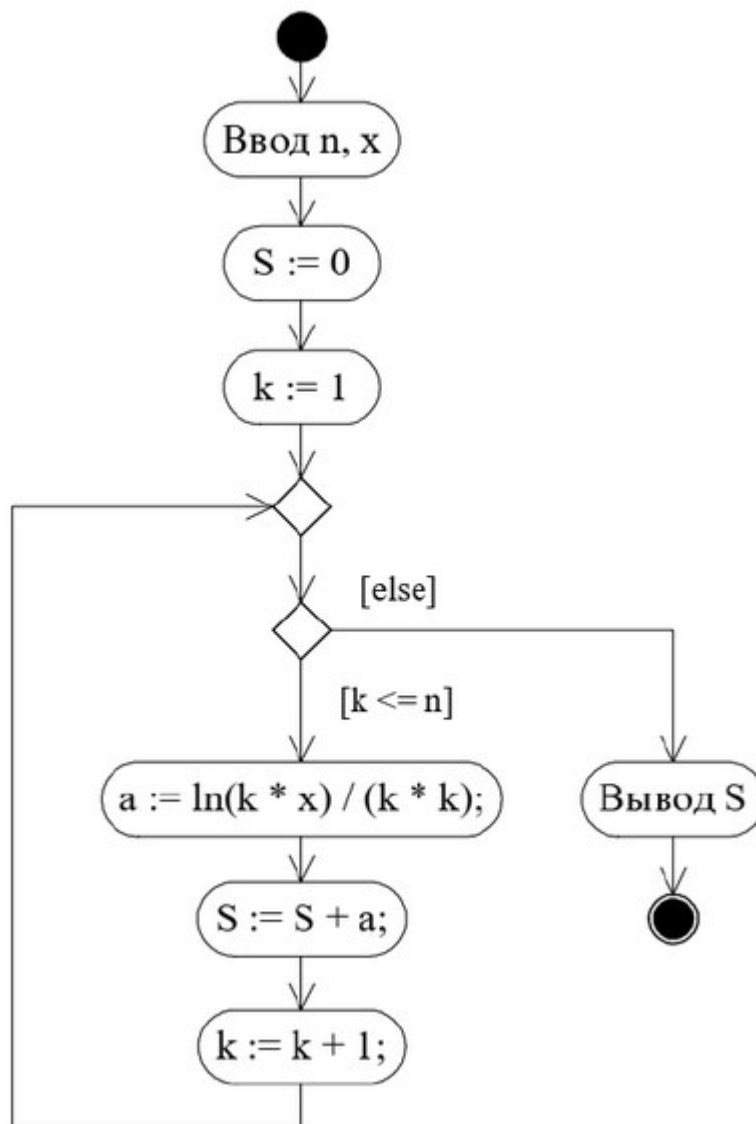 Ввод n, x
S := 0
k := 1
[else]
[k <= n]
a := ln(k * x) / (k * k);
Вывод S
S := S + a;
k := k + 1;